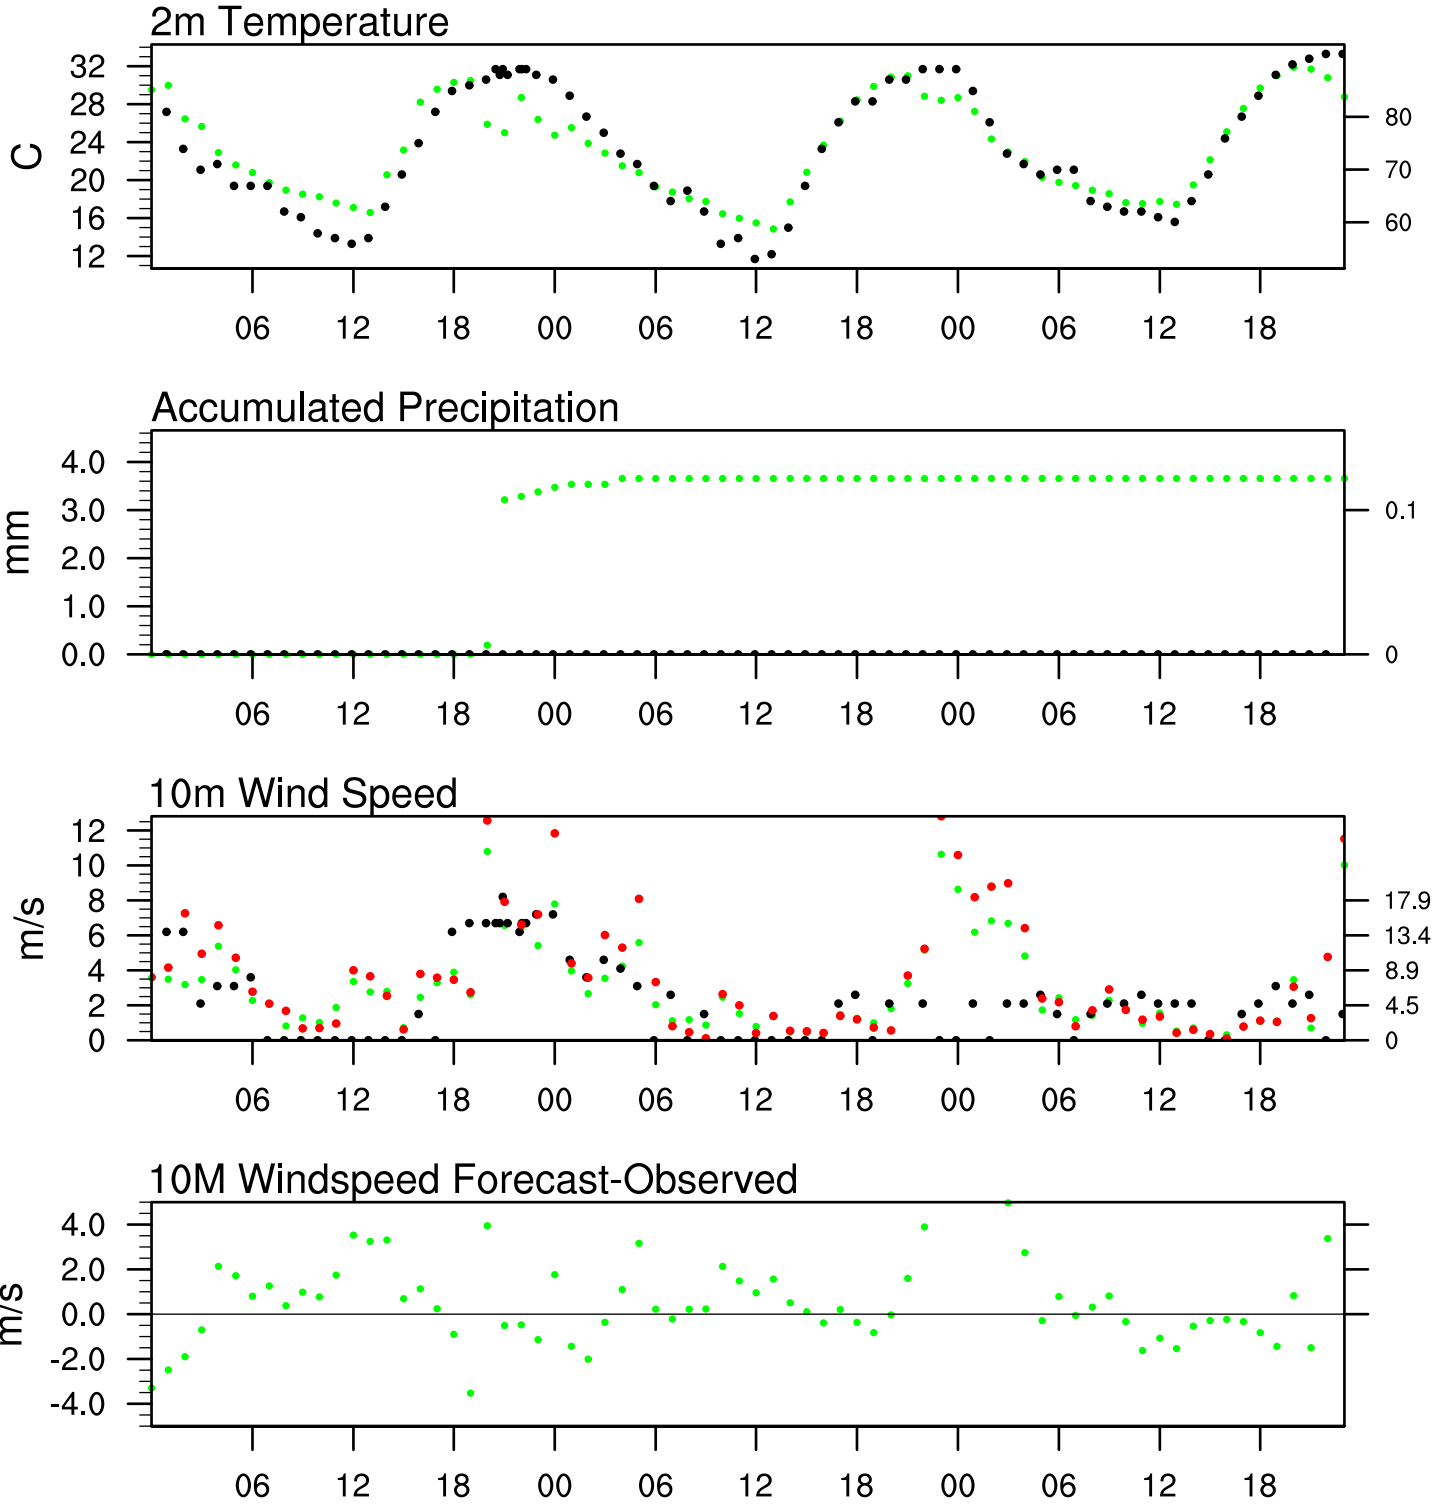 2m Temperature
32
28
24
20
16
12
C
80
70
60
06 12 18 00 06 12 18 00 06 12 18
Accumulated Precipitation
4.0
3.0
2.0
1.0
0.0
mm
0.1
0
06 12 18 00 06 12 18 00 06 12 18
10m Wind Speed
12
10
8
6
4
2
0
m/s
17.9
13.4
8.9
4.5
0
06 12 18 00 06 12 18 00 06 12 18
10M Windspeed Forecast-Observed
4.0
2.0
0.0
-2.0
-4.0
m/s
06 12 18 00 06 12 18 00 06 12 18